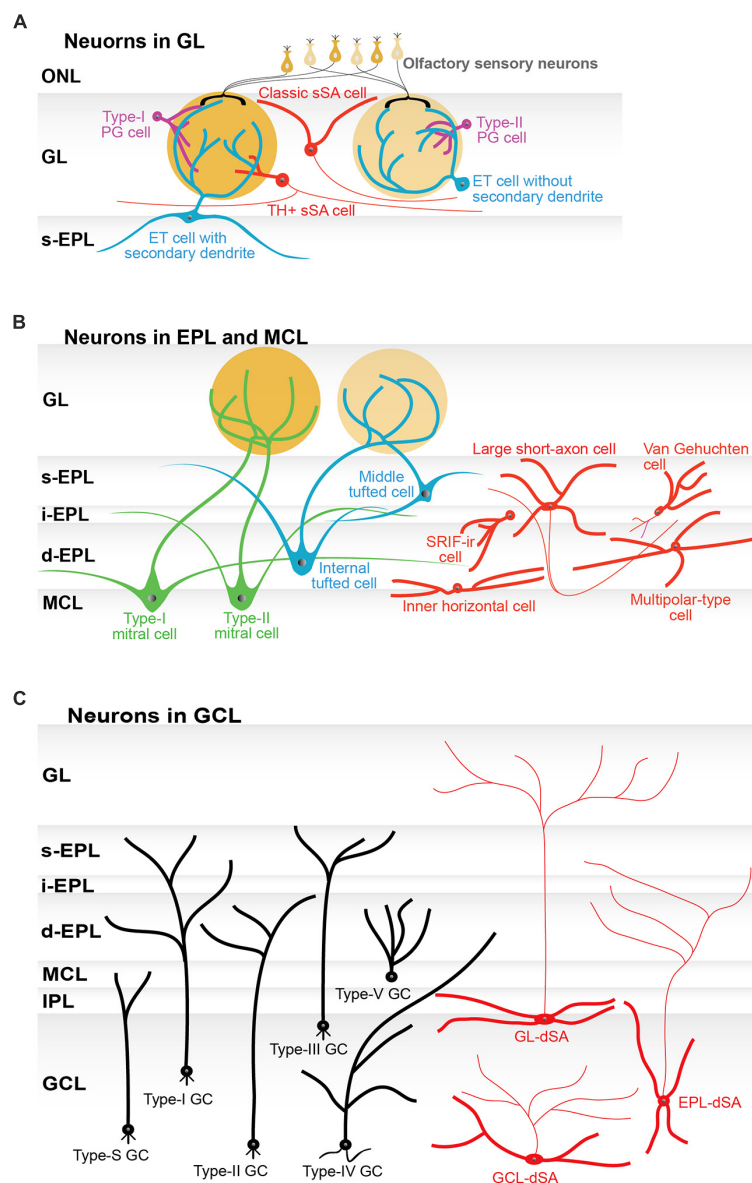 A
Neuorns in GL
ONL
Olfactory sensory neurons
Classic sSA cell
Type-I
PG cell
Type-II
PG cell
GL
ET cell without
secondary dendrite
TH+ sSA cell
s-EPL
ET cell with
secondary dendrite
B
Neurons in EPL and MCL
GL
Large short-axon cell
Van Gehuchten
cell
s-EPL
Middle
tufted cell
i-EPL
SRIF-ir
cell
d-EPL
Internal
tufted cell
MCL
Inner horizontal cell
Multipolar-type
cell
Type-I
mitral cell
Type-II
mitral cell
C
Neurons in GCL
GL
s-EPL
i-EPL
d-EPL
MCL
Type-V GC
IPL
GL-dSA
Type-III GC
GCL
Type-I GC
EPL-dSA
Type-S GC
Type-II GC
Type-IV GC
GCL-dSA